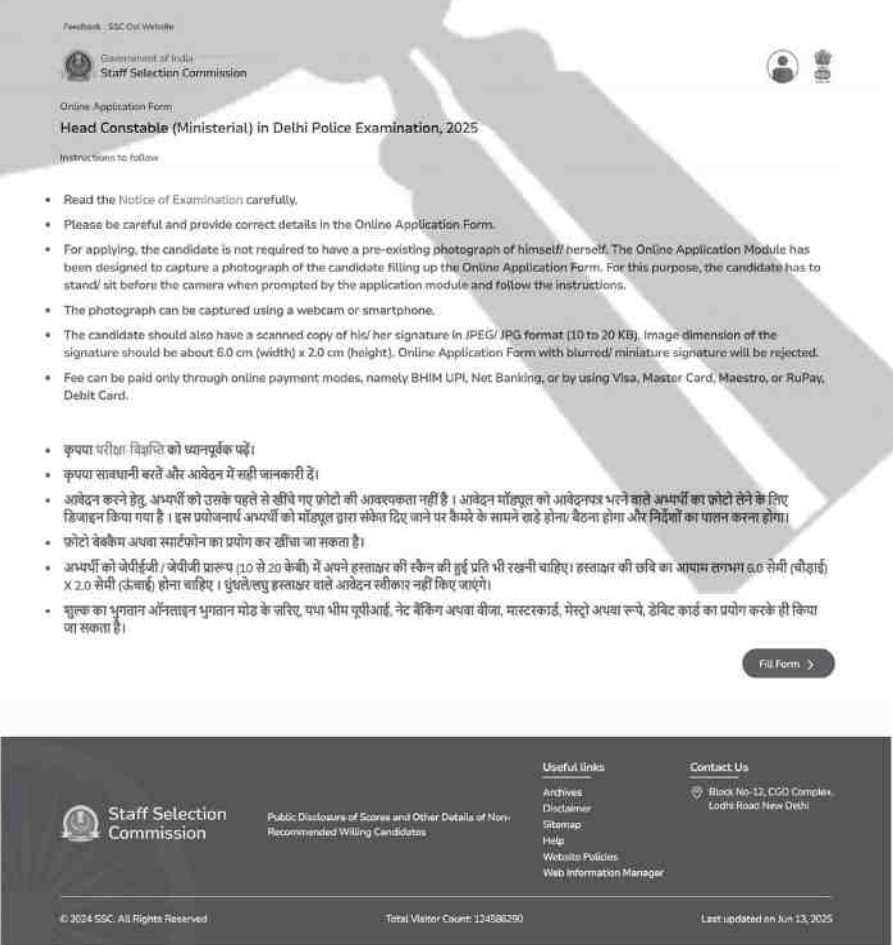 Feedback SSC Old Website
Government of India
Staff Selection Commission
Online Application Form
Head Constable (Ministerial) in Delhi Police Examination, 2025
Instructions to follow
• Read the Notice of Examination carefully.
• Please be careful and provide correct details in the Online Application Form.
• For applying, the candidate is not required to have a pre-existing photograph of himself/ herself. The Online Application Module has
been designed to capture a photograph of the candidate filling up the Online Application Form. For this purpose, the candidate has to
stand/ sit before the camera when prompted by the application module and follow the instructions.
• The photograph can be captured using a webcam or smartphone.
• The candidate should also have a scanned copy of his/ her signature in JPEG/ JPG format (10 to 20 KB). Image dimension of the
signature should be about 6.0 cm (width) x 2.0 cm (height). Online Application Form with blurred/ miniature signature will be rejected.
• Fee can be paid only through online payment modes, namely BHIM UPI, Net Banking, or by using Visa, Master Card, Maestro, or RuPay,
Debit Card.
• कृपया परीक्षा-विज्ञप्ति को ध्यानपूर्वक पढ़ें।
• कृपया सावधानी बरतें और आवेदन में सही जानकारी दें।
• आवेदन करने हेतु, अभ्यर्थी को उसके पहले से खींचे गए फ़ोटो की आवश्यकता नहीं है । आवेदन मॉड्यूल को आवेदनपत्र भरने वाले अभ्यर्थी का फ़ोटो लेने के लिए
डिजाइन किया गया है । इस प्रयोजनार्थ अभ्यर्थी को मॉड्यूल द्वारा संकेत दिए जाने पर कैमरे के सामने खड़े होना/ बैठना होगा और निर्देशों का पालन करना होगा।
• फ़ोटो वेबकैम अथवा स्मार्टफोन का प्रयोग कर खींचा जा सकता है।
• अभ्यर्थी को जेपीईजी / जेपीजी प्रारूप (10 से 20 केबी) में अपने हस्ताक्षर की स्कैन की हुई प्रति भी रखनी चाहिए। हस्ताक्षर की छवि का आयाम लगभग 6.0 सेमी (चौड़ाई)
X 2.0 सेमी (ऊंचाई) होना चाहिए । धुंधले/लघु हस्ताक्षर वाले आवेदन स्वीकार नहीं किए जाएंगे।
• शुल्क का भुगतान ऑनलाइन भुगतान मोड के ज़रिए, यथा भीम यूपीआई, नेट बैंकिंग अथवा वीजा, मास्टरकार्ड, मेस्ट्रो अथवा रूपे, डेबिट कार्ड का प्रयोग करके ही किया
जा सकता है।
Fill Form
Staff Selection
Commission
Public Disclosure of Scores and Other Details of Non-
Recommended Willing Candidates
Useful links
Archives
Disclaimer
Sitemap
Help
Website Policies
Web Information Manager
Contact Us
Block No-12, CGO Complex,
Lodhi Road New Delhi
© 2024 SSC. All Rights Reserved
Total Visitor Count: 124586290
Last updated on Jun 13, 2025